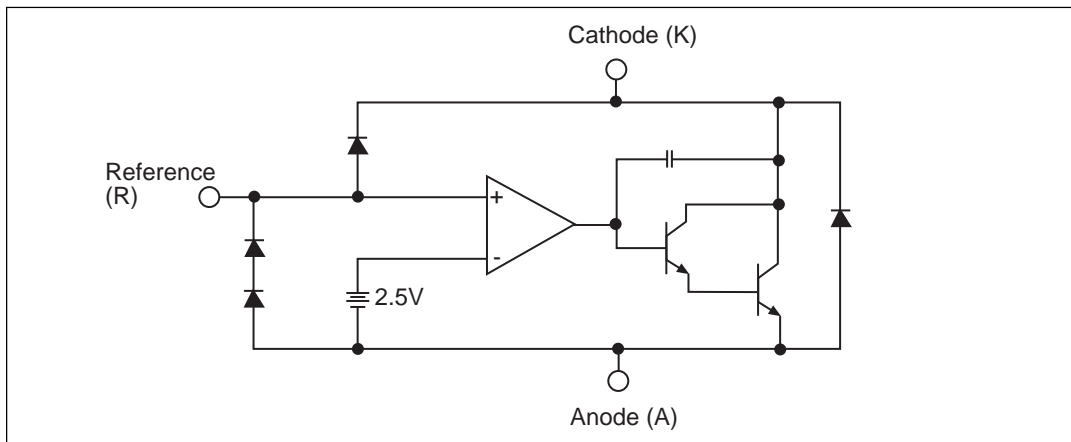 Cathode (K)
Reference
(R)
+
-
2.5V
Anode (A)